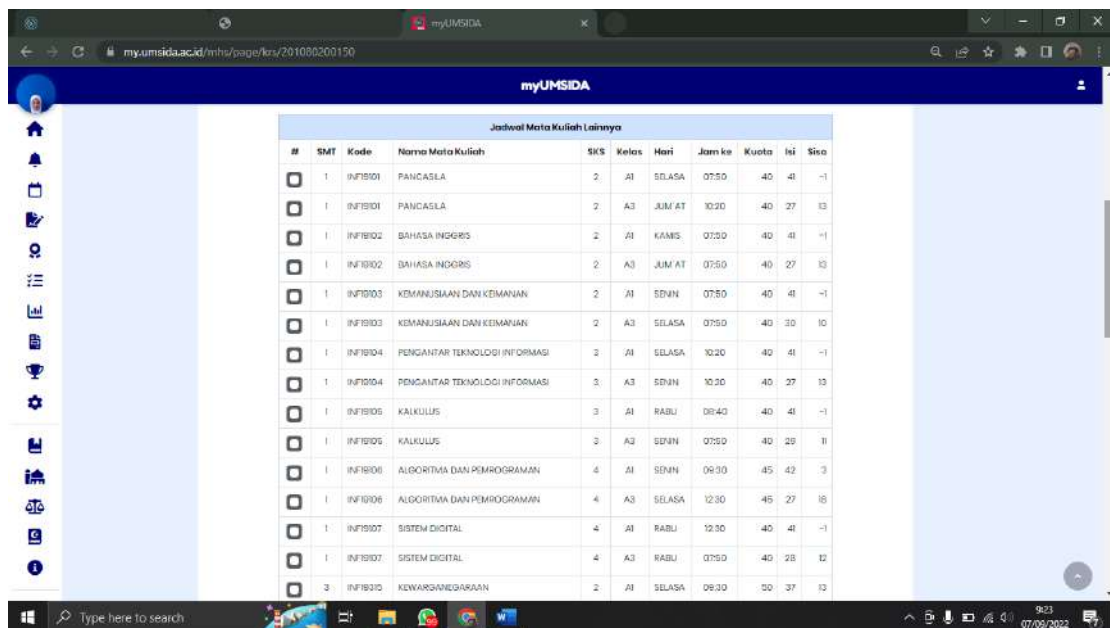 myUMSIDA
my.umsida.ac.id/mhs/page/krs/201080200150
myUMSIDA
Jadwal Mata Kuliah Lainnya
# SMT Kode Nama Mata Kuliah SKS Kelas Hari Jam ke Kuota Isi Sisa
1 INF19101 PANCASILA 2 A1 SELASA 07:50 40 41 -1
1 INF19101 PANCASILA 2 A3 JUM'AT 10:20 40 27 13
1 INF19102 BAHASA INGGRIS 2 A1 KAMIS 07:50 40 41 -1
1 INF19102 BAHASA INGGRIS 2 A3 JUM'AT 07:50 40 27 13
1 INF19103 KEMANUSIAAN DAN KEIMANAN 2 A1 SENIN 07:50 40 41 -1
1 INF19103 KEMANUSIAAN DAN KEIMANAN 2 A3 SELASA 07:50 40 30 10
1 INF19104 PENGANTAR TEKNOLOGI INFORMASI 3 A1 SELASA 10:20 40 41 -1
1 INF19104 PENGANTAR TEKNOLOGI INFORMASI 3 A3 SENIN 10:20 40 27 13
1 INF19105 KALKULUS 3 A1 RABU 08:40 40 41 -1
1 INF19105 KALKULUS 3 A3 SENIN 07:50 40 29 11
1 INF19106 ALGORITMA DAN PEMROGRAMAN 4 A1 SENIN 09:30 45 42 3
1 INF19106 ALGORITMA DAN PEMROGRAMAN 4 A3 SELASA 12:30 45 27 18
1 INF19107 SISTEM DIGITAL 4 A1 RABU 12:30 40 41 -1
1 INF19107 SISTEM DIGITAL 4 A3 RABU 07:50 40 28 12
3 INF19315 KEWARGANEGARAAN 2 A1 SELASA 09:30 50 37 13
Type here to search
9:23
07/09/2022